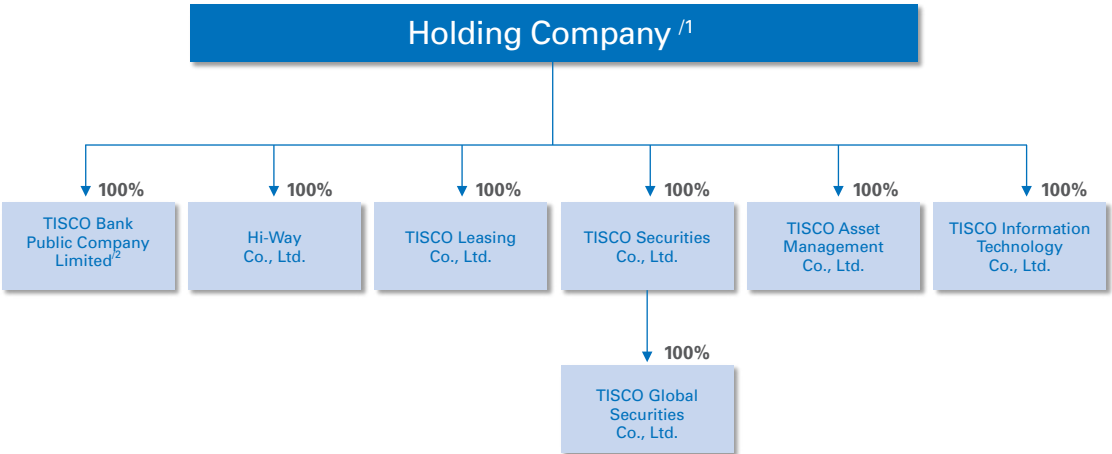 Holding Company /1
100% 100% 100% 100% 100% 100%
TISCO Bank
Public Company
Limited/2
Hi-Way
Co., Ltd.
TISCO Leasing
Co., Ltd.
TISCO Securities
Co., Ltd.
TISCO Asset
Management
Co., Ltd.
TISCO Information
Technology
Co., Ltd.
100%
TISCO Global
Securities
Co., Ltd.